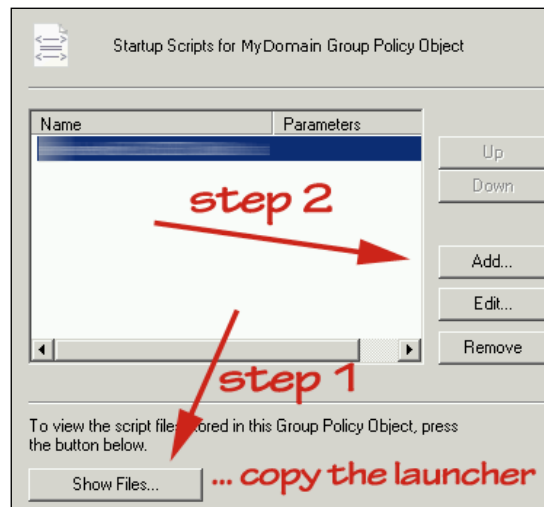 Startup Scripts for MyDomain Group Policy Object
Name Parameters
Up
step 2
Down
Add...
Edit...
Remove
step 1
To view the script files stored in this Group Policy Object, press
the button below.
Show Files... ... copy the launcher